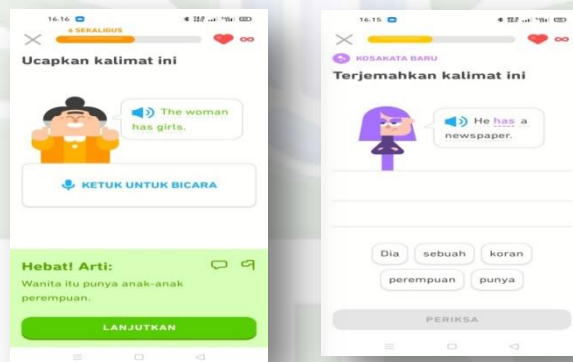 16.16
6 SEKALIGUS
Ucapkan kalimat ini
The woman
has girls.
KETUK UNTUK BICARA
Hebat! Arti:
Wanita itu punya anak-anak
perempuan.
LANJUTKAN
16.15
KOSAKATA BARU
Terjemahkan kalimat ini
He has a
newspaper.
Dia sebuah koran
perempuan punya
PERIKSA